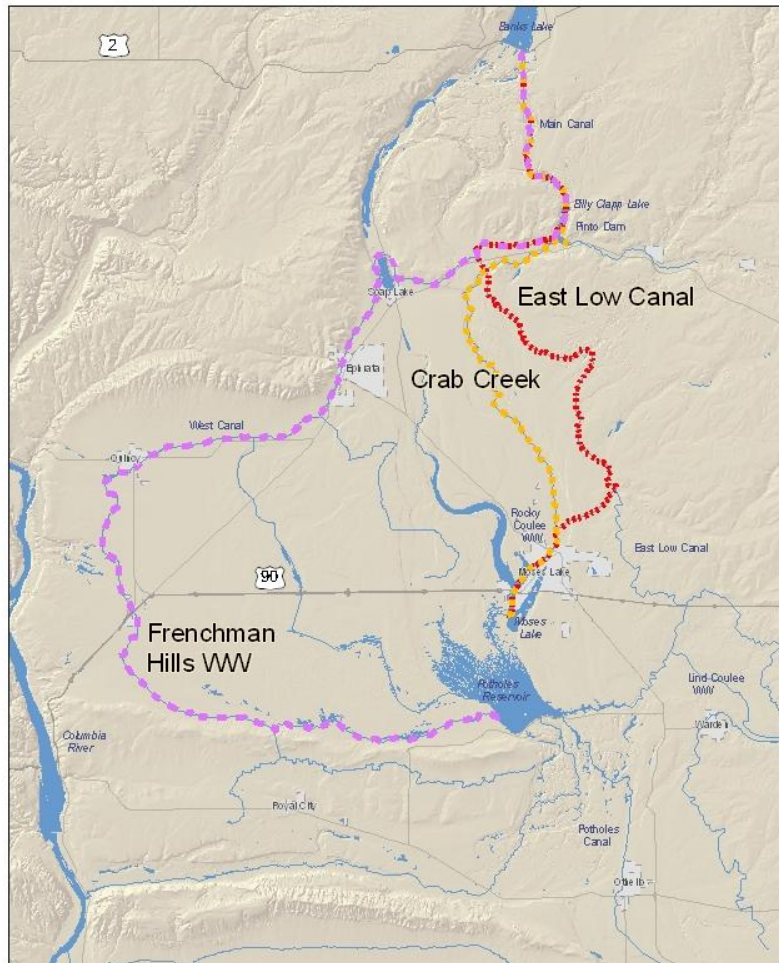 Banks Lake
2
Main Canal
Billy Clapp Lake
Pinto Dam
Soap Lake
East Low Canal
Ephrata
Crab Creek
West Canal
Quincy
Rocky
Coulee
WW
East Low Canal
Moses Lake
90
Moses
Lake
Frenchman
Hills WW
Potholes
Reservoir
Lind-Coulee
WW
Warden
Columbia
River
Royal City
Potholes
Canal
Othello